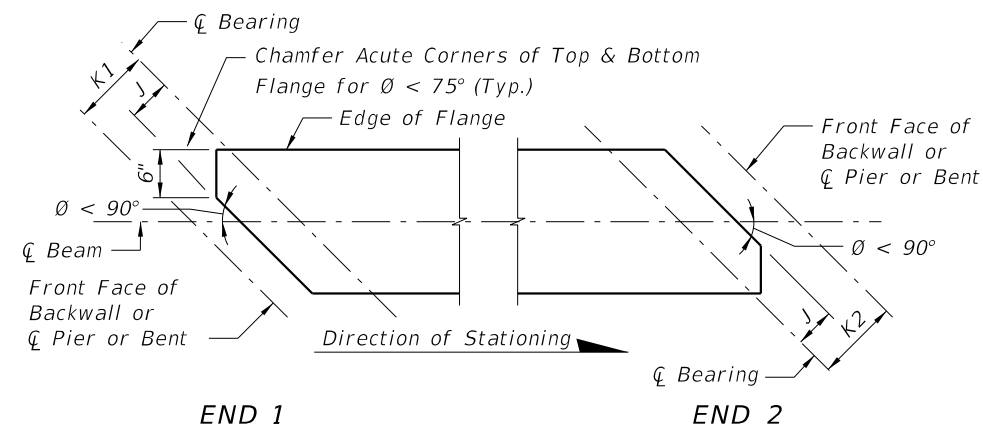 ℄ Bearing
Chamfer Acute Corners of Top & Bottom
Flange for Ø < 75° (Typ.)
K1
J
Edge of Flange
Front Face of
Backwall or
℄ Pier or Bent
6"
Ø < 90°
℄ Beam
Ø < 90°
Front Face of
Backwall or
℄ Pier or Bent
Direction of Stationing
J
K2
℄ Bearing
END 1
END 2